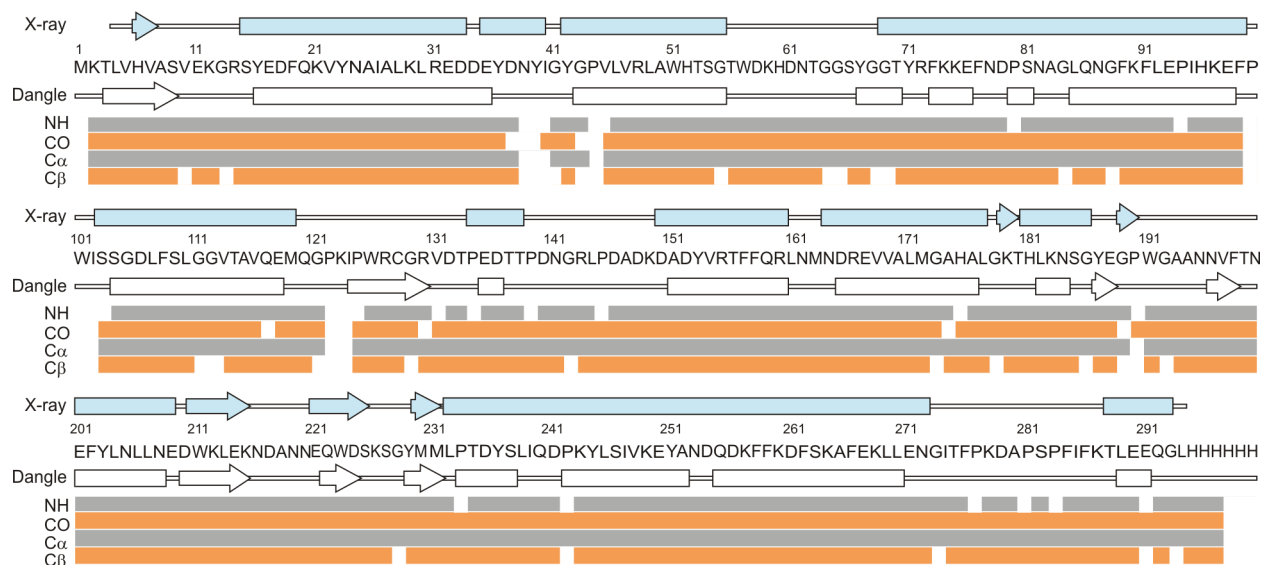 X-ray
1 11 21 31 41 51 61 71 81 91
MKTLVHVASVEKGRSYEDFQKVYNAIALKLREDDEYDNYIGYGPVLVRLAWHTSGTWDKHDNTGGSYGGTYRFKKEFNDPSNAGLQNGFKFLEPIHKEFP
Dangle
NH
CO
Cα
Cβ
X-ray
101 111 121 131 141 151 161 171 181 191
WISSGDLFSLGGVTAVQEMQGPKIPWRCGRVDTPEDTTPDNGRLPDADKDADYVRTFFQRLNMNDREVVALMGAHALGKTHLKNSGYEGPWGAANNVFTN
Dangle
NH
CO
Cα
Cβ
X-ray
201 211 221 231 241 251 261 271 281 291
EFYLNLLNEDWKLEKNDANNEQWDSKSGYMMLPTDYSLIQDPKYLSIVKEYANDQDKFFKDFSKAFEKLLENGITFPKDAPSPFIFKTLEEQGLHHHHHH
Dangle
NH
CO
Cα
Cβ